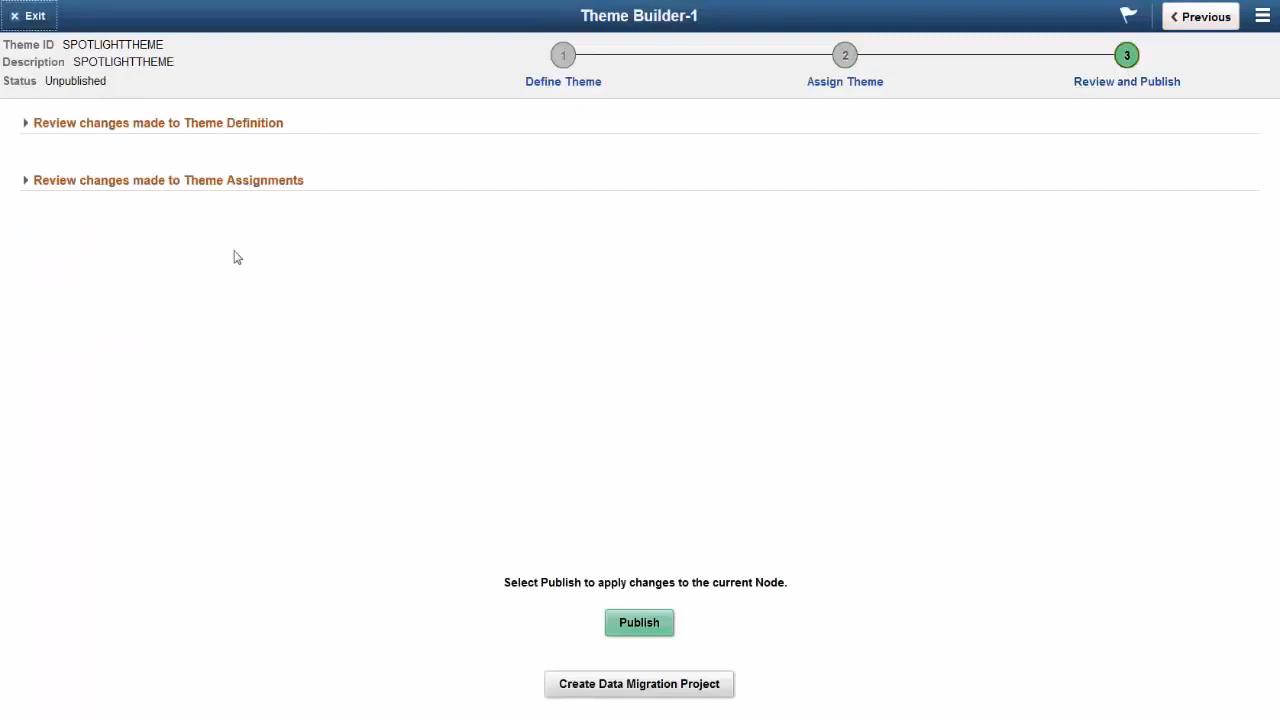 Exit
Theme Builder-1
Previous
Theme ID SPOTLIGHTTHEME
Description SPOTLIGHTTHEME
Status Unpublished
1
2
3
Define Theme
Assign Theme
Review and Publish
Review changes made to Theme Definition
Review changes made to Theme Assignments
Select Publish to apply changes to the current Node.
Publish
Create Data Migration Project